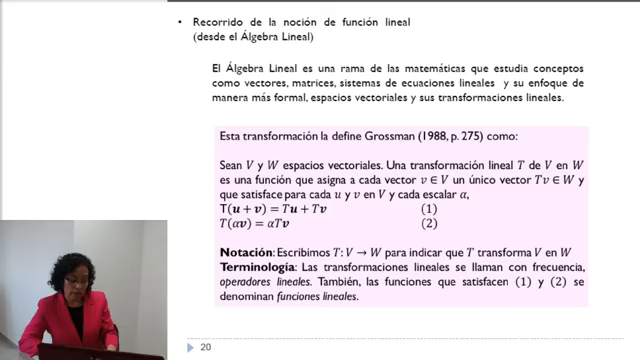 • Recorrido de la noción de función lineal
(desde el Álgebra Lineal)
El Álgebra Lineal es una rama de las matemáticas que estudia conceptos
como vectores, matrices, sistemas de ecuaciones lineales y su enfoque de
manera más formal, espacios vectoriales y sus transformaciones lineales.
Esta transformación la define Grossman (1988, p. 275) como:
Sean V y W espacios vectoriales. Una transformación lineal T de V en W
es una función que asigna a cada vector v ∈ V un único vector Tv ∈ W y
que satisface para cada u y v en V y cada escalar α,
T(u + v) = Tu + Tv (1)
T(αv) = αTv (2)
Notación: Escribimos T: V → W para indicar que T transforma V en W
Terminología: Las transformaciones lineales se llaman con frecuencia,
operadores lineales. También, las funciones que satisfacen (1) y (2) se
denominan funciones lineales.
20